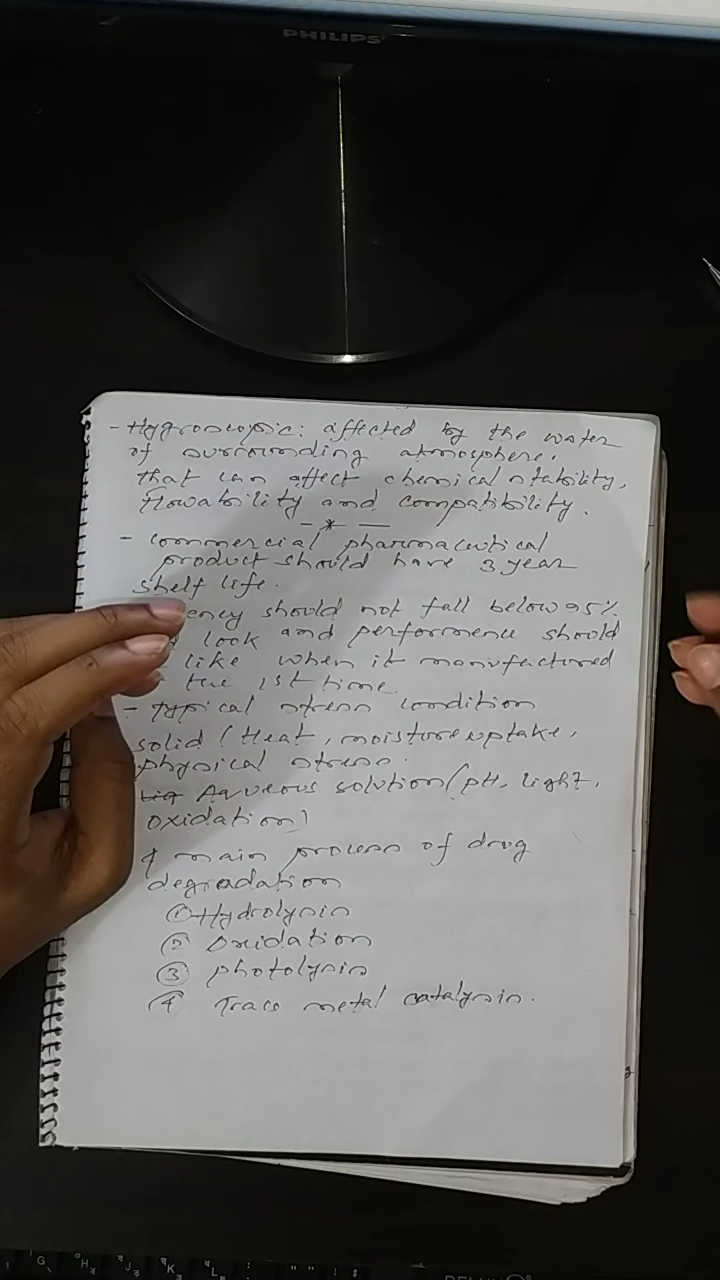 PHILIPS
- Hygroscopic: affected by the water
of surrounding atmosphere.
that can affect chemical stability,
flowability and compatibility.
- * -
- commercial pharmaceutical
product should have 3 year
shelf life.
ency should not fall below 95%
look and performence should
like when it manufactured
the 1st time.
- Typical stress condition
solid (Heat, moisture uptake,
physical stress.
Aqueous solution (pH, light,
oxidation)
4 main process of drug
degradation
① Hydrolysis
② Oxidation
③ photolysis
④ Trace metal catalysis.
G H J K L